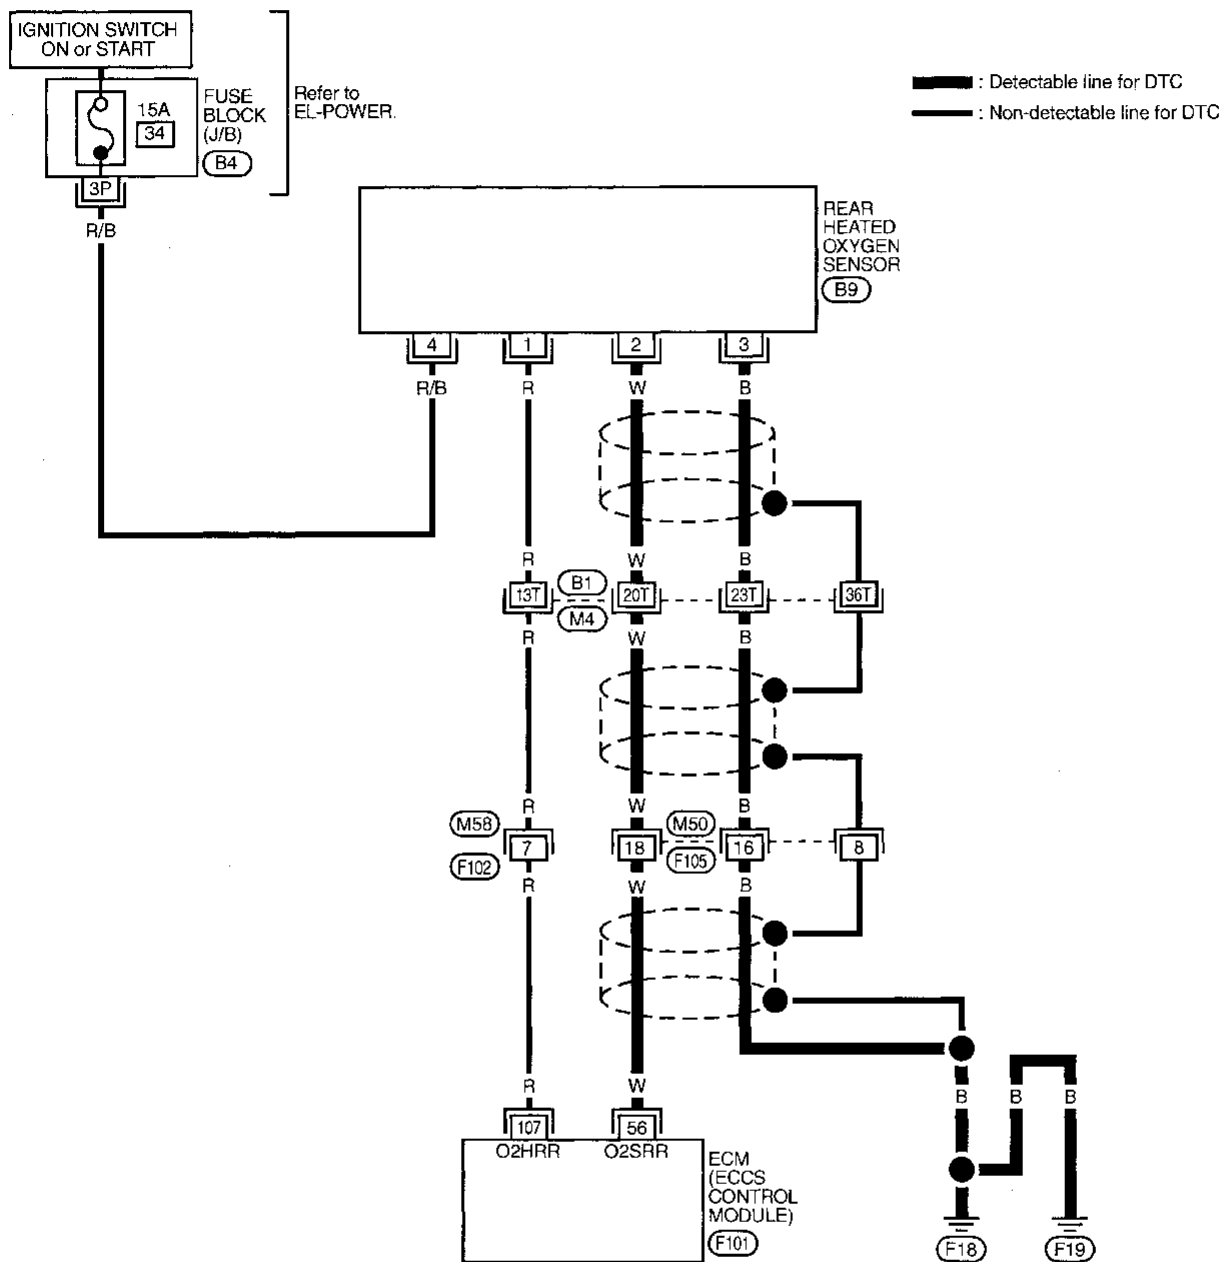 IGNITION SWITCH
ON or START
15A
34
FUSE
BLOCK
(J/B)
B4
Refer to
EL-POWER.
3P
R/B
: Detectable line for DTC
: Non-detectable line for DTC
REAR
HEATED
OXYGEN
SENSOR
B9
4 1 2 3
R/B R W B
R W B
13T B1 20T 23T 36T
M4
R W B
R W B
M58 M50
7 18 16 8
F102 F105
R W B
B B B
R W
107 56
O2HRR O2SRR
ECM
(ECCS
CONTROL
MODULE)
F101
F18 F19